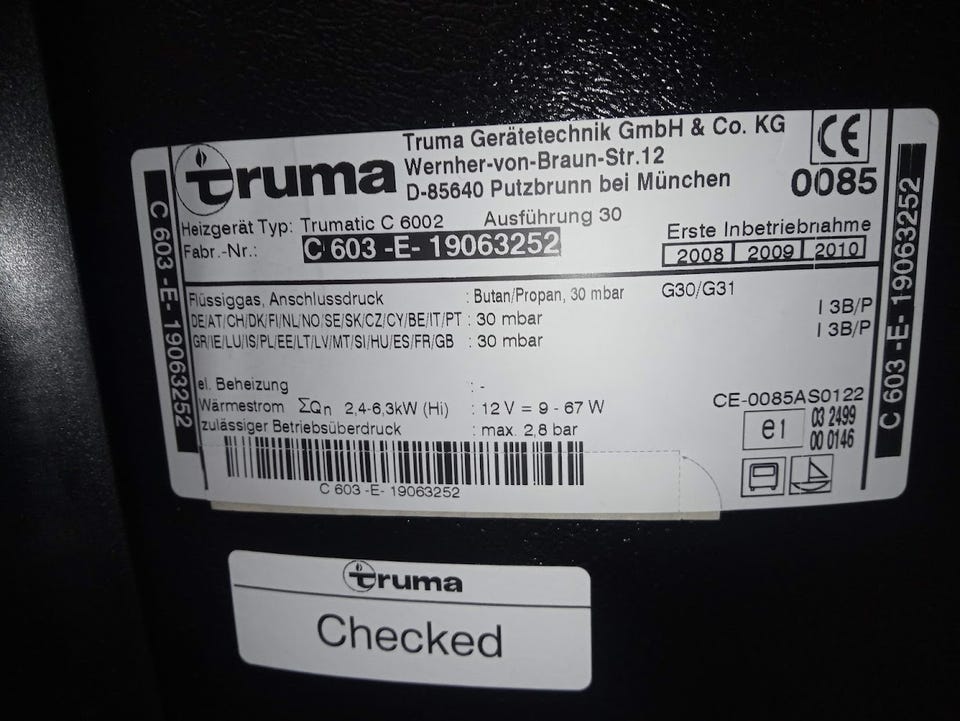 truma
Truma Gerätetechnik GmbH & Co. KG
Wernher-von-Braun-Str.12
D-85640 Putzbrunn bei München
CE
0085
Heizgerät Typ: Trumatic C 6002 Ausführung 30
Fabr.-Nr.: C 603 -E- 19063252
Erste Inbetriebnahme
2008 2009 2010
Flüssiggas, Anschlussdruck : Butan/Propan, 30 mbar G30/G31
DE/AT/CH/DK/FI/NL/NO/SE/SK/CZ/CY/BE/IT/PT : 30 mbar I 3B/P
GR/IE/LU/IS/PL/EE/LT/LV/MT/SI/HU/ES/FR/GB : 30 mbar I 3B/P
el. Beheizung : -
Wärmestrom ΣQn 2,4-6,3kW (Hi) : 12 V = 9 - 67 W
zulässiger Betriebsüberdruck : max. 2,8 bar
CE-0085AS0122
e1 03 2499
00 0146
C 603 -E- 19063252
C 603 -E- 19063252
C 603 -E- 19063252
truma
Checked